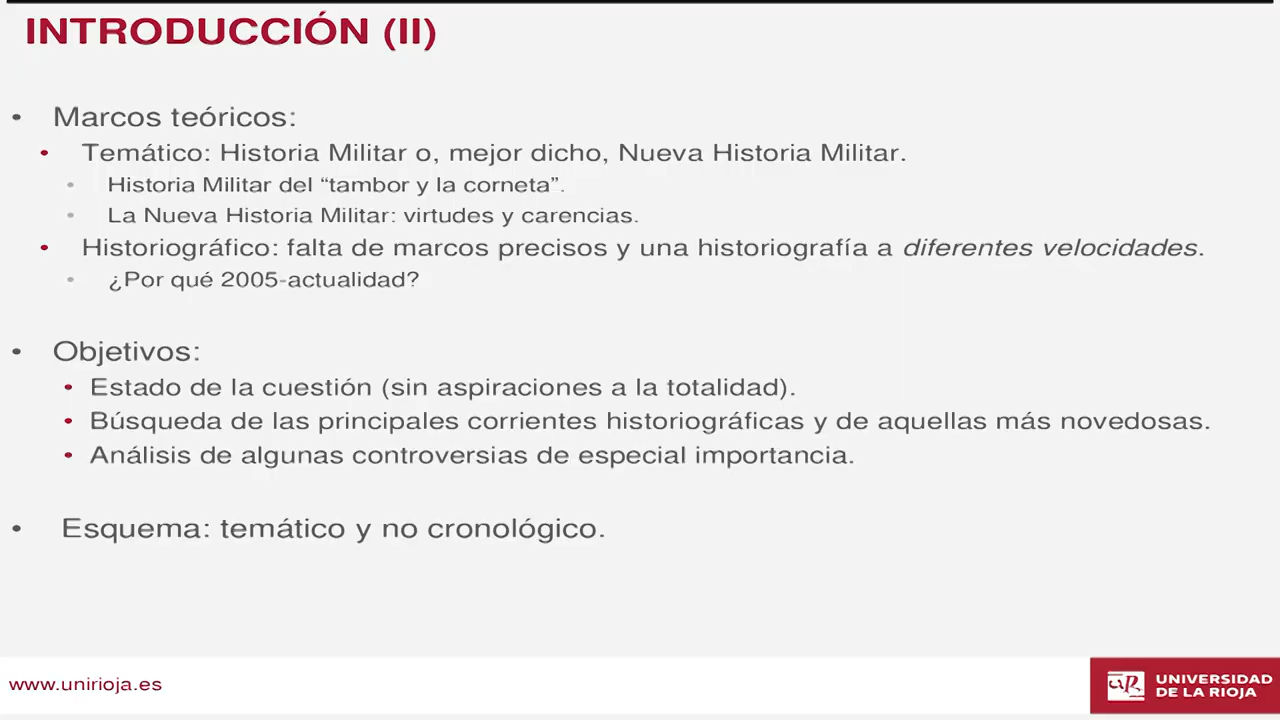 INTRODUCCIÓN (II)
• Marcos teóricos:
• Temático: Historia Militar o, mejor dicho, Nueva Historia Militar.
• Historia Militar del “tambor y la corneta”.
• La Nueva Historia Militar: virtudes y carencias.
• Historiográfico: falta de marcos precisos y una historiografía a diferentes velocidades.
• ¿Por qué 2005-actualidad?
• Objetivos:
• Estado de la cuestión (sin aspiraciones a la totalidad).
• Búsqueda de las principales corrientes historiográficas y de aquellas más novedosas.
• Análisis de algunas controversias de especial importancia.
• Esquema: temático y no cronológico.
www.unirioja.es
UNIVERSIDAD
DE LA RIOJA